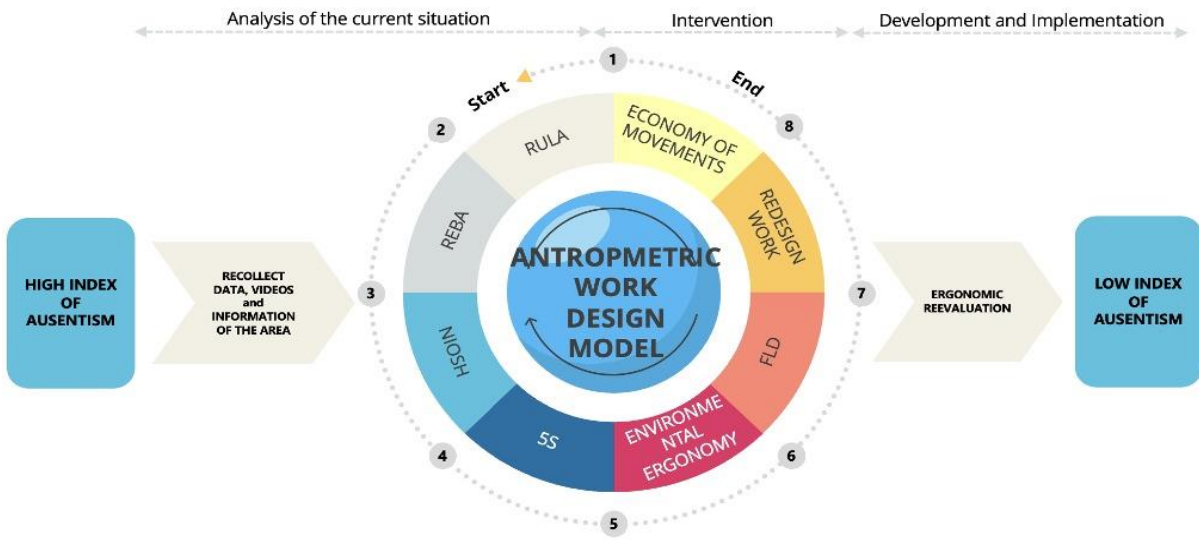 Analysis of the current situation
Intervention
Development and Implementation
1
Start
End
2
8
RULA
ECONOMY OF
MOVEMENTS
REBA
REDESIGN
WORK
HIGH INDEX
OF
AUSENTISM
RECOLLECT
DATA, VIDEOS
and
INFORMATION
OF THE AREA
3
ANTROPMETRIC
WORK
DESIGN
MODEL
7
ERGONOMIC
REEVALUATION
LOW INDEX
OF
AUSENTISM
NIOSH
FLD
5S
ENVIRONME
NTAL
ERGONOMY
4
6
5